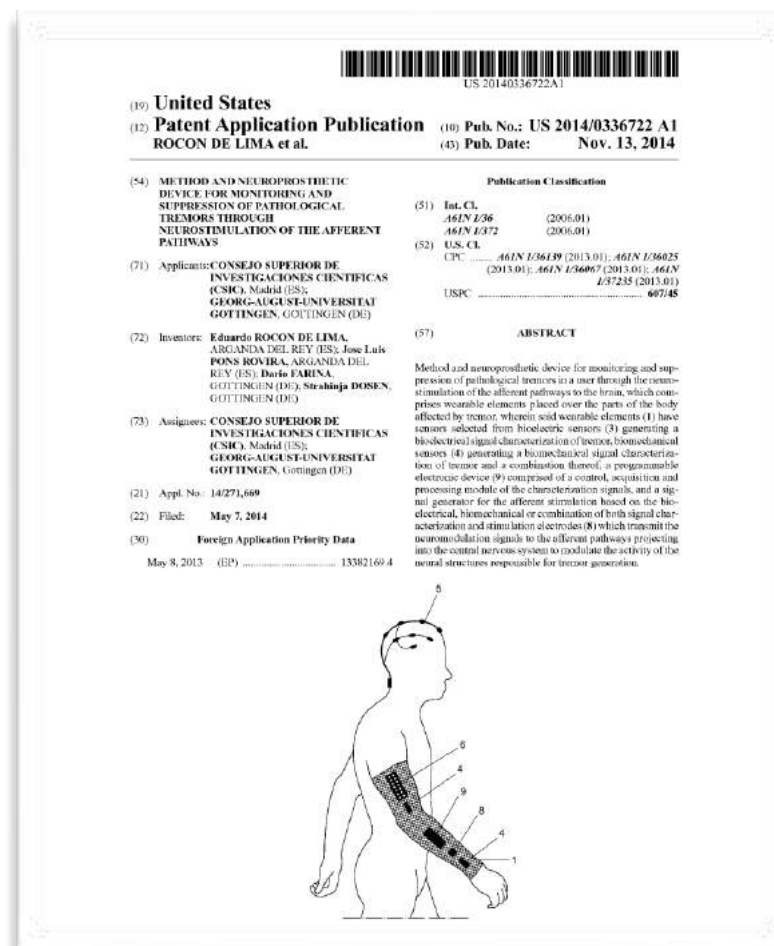 US 20140336722A1
(19) United States
(12) Patent Application Publication
ROCON DE LIMA et al.
(10) Pub. No.: US 2014/0336722 A1
(43) Pub. Date: Nov. 13, 2014
(54) METHOD AND NEUROPROSTHETIC
DEVICE FOR MONITORING AND
SUPPRESSION OF PATHOLOGICAL
TREMORS THROUGH
NEUROSTIMULATION OF THE AFFERENT
PATHWAYS
(71) Applicants: CONSEJO SUPERIOR DE
INVESTIGACIONES CIENTIFICAS
(CSIC), Madrid (ES);
GEORG-AUGUST-UNIVERSITAT
GOTTINGEN, GOTTINGEN (DE)
(72) Inventors: Eduardo ROCON DE LIMA,
ARGANDA DEL REY (ES); Jose Luis
PONS ROVIRA, ARGANDA DEL
REY (ES); Dario FARINA,
GOTTINGEN (DE); Strahinja DOSEN,
GOTTINGEN (DE)
(73) Assignees: CONSEJO SUPERIOR DE
INVESTIGACIONES CIENTIFICAS
(CSIC), Madrid (ES);
GEORG-AUGUST-UNIVERSITAT
GOTTINGEN, Gottingen (DE)
(21) Appl. No.: 14/271,669
(22) Filed: May 7, 2014
(30) Foreign Application Priority Data
May 8, 2013 (EP) ................................ 13382169.4
Publication Classification
(51) Int. Cl.
A61N 1/36 (2006.01)
A61N 1/372 (2006.01)
(52) U.S. Cl.
CPC ........ A61N 1/36139 (2013.01); A61N 1/36025
(2013.01); A61N 1/36067 (2013.01); A61N
1/37235 (2013.01)
USPC ........................................................ 607/45
(57) ABSTRACT
Method and neuroprosthetic device for monitoring and sup-
pression of pathological tremors in a user through the neuro-
stimulation of the afferent pathways to the brain, which com-
prises wearable elements placed over the parts of the body
affected by tremor, wherein said wearable elements (1) have
sensors selected from bioelectric sensors (3) generating a
bioelectrical signal characterization of tremor, biomechanical
sensors (4) generating a biomechanical signal characteriza-
tion of tremor and a combination thereof, a programmable
electronic device (9) comprised of a control, acquisition and
processing module of the characterization signals, and a sig-
nal generator for the afferent stimulation based on the bio-
electrical, biomechanical or combination of both signal char-
acterization and stimulation electrodes (8) which transmit the
neuromodulation signals to the afferent pathways projecting
into the central nervous system to modulate the activity of the
neural structures responsible for tremor generation.
5
6
4
9
8
4
1